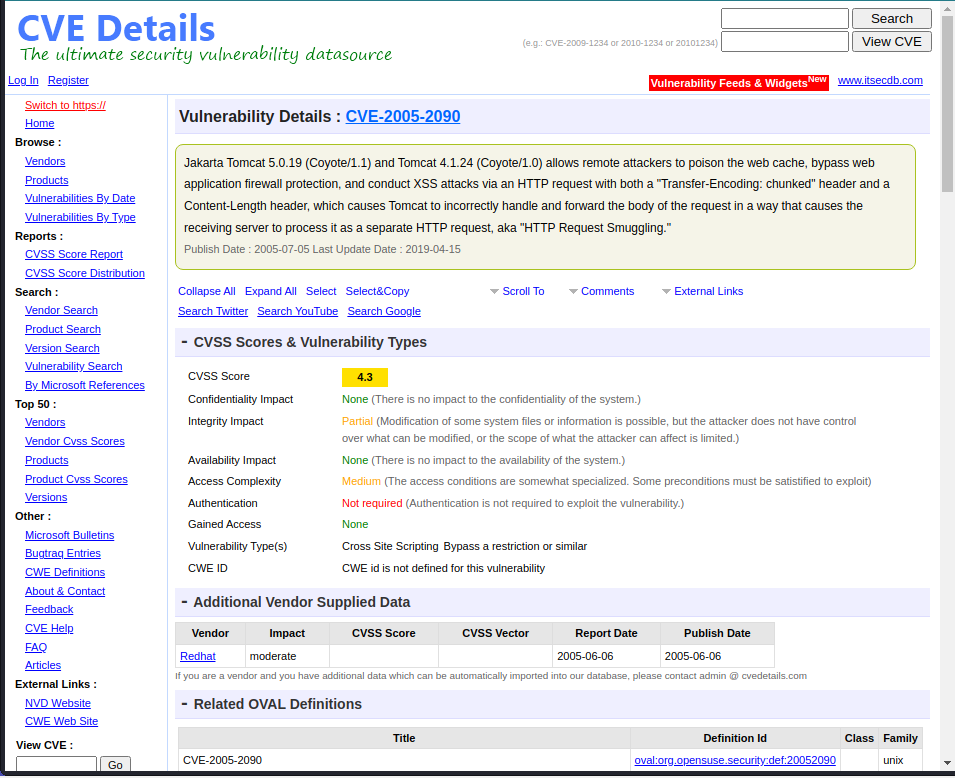 CVE Details
The ultimate security vulnerability datasource
Search
(e.g.: CVE-2009-1234 or 2010-1234 or 20101234)
View CVE
Log In Register
Vulnerability Feeds & WidgetsNew www.itsecdb.com
Switch to https://
Home
Browse :
Vendors
Products
Vulnerabilities By Date
Vulnerabilities By Type
Reports :
CVSS Score Report
CVSS Score Distribution
Search :
Vendor Search
Product Search
Version Search
Vulnerability Search
By Microsoft References
Top 50 :
Vendors
Vendor Cvss Scores
Products
Product Cvss Scores
Versions
Other :
Microsoft Bulletins
Bugtraq Entries
CWE Definitions
About & Contact
Feedback
CVE Help
FAQ
Articles
External Links :
NVD Website
CWE Web Site
View CVE :
Go
Vulnerability Details : CVE-2005-2090
Jakarta Tomcat 5.0.19 (Coyote/1.1) and Tomcat 4.1.24 (Coyote/1.0) allows remote attackers to poison the web cache, bypass web
application firewall protection, and conduct XSS attacks via an HTTP request with both a "Transfer-Encoding: chunked" header and a
Content-Length header, which causes Tomcat to incorrectly handle and forward the body of the request in a way that causes the
receiving server to process it as a separate HTTP request, aka "HTTP Request Smuggling."
Publish Date : 2005-07-05 Last Update Date : 2019-04-15
Collapse All Expand All Select Select&Copy Scroll To Comments External Links
Search Twitter Search YouTube Search Google
- CVSS Scores & Vulnerability Types
CVSS Score 4.3
Confidentiality Impact None (There is no impact to the confidentiality of the system.)
Integrity Impact Partial (Modification of some system files or information is possible, but the attacker does not have control
over what can be modified, or the scope of what the attacker can affect is limited.)
Availability Impact None (There is no impact to the availability of the system.)
Access Complexity Medium (The access conditions are somewhat specialized. Some preconditions must be satistified to exploit)
Authentication Not required (Authentication is not required to exploit the vulnerability.)
Gained Access None
Vulnerability Type(s) Cross Site Scripting Bypass a restriction or similar
CWE ID CWE id is not defined for this vulnerability
- Additional Vendor Supplied Data
Vendor Impact CVSS Score CVSS Vector Report Date Publish Date
Redhat moderate 2005-06-06 2005-06-06
If you are a vendor and you have additional data which can be automatically imported into our database, please contact admin @ cvedetails.com
- Related OVAL Definitions
Title Definition Id Class Family
CVE-2005-2090 oval:org.opensuse.security:def:20052090 unix